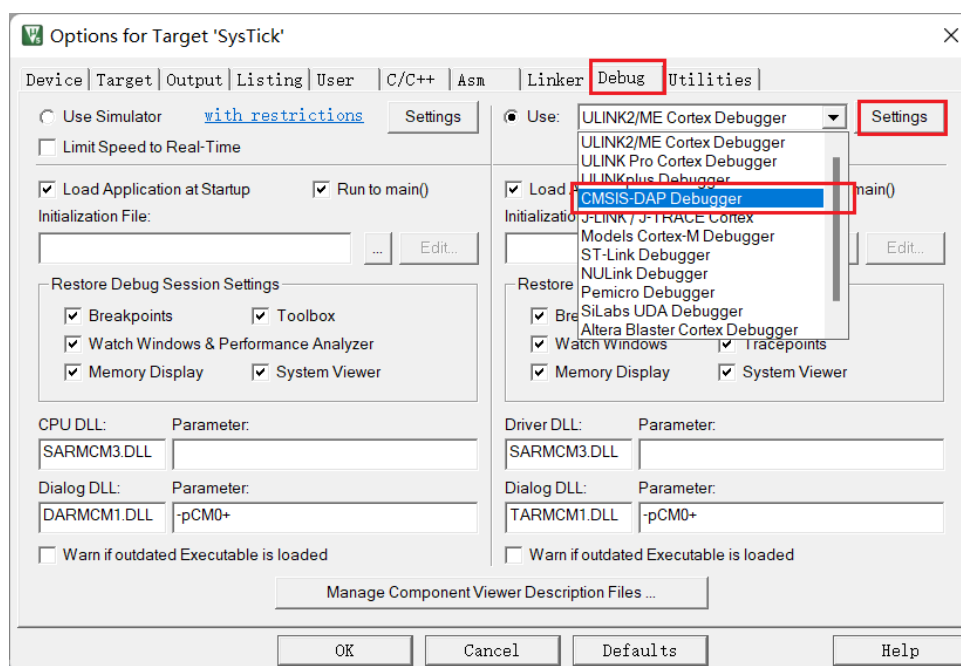 Options for Target 'SysTick'
Device Target Output Listing User C/C++ Asm Linker Debug Utilities
Use Simulator with restrictions Settings
Limit Speed to Real-Time
Use: ULINK2/ME Cortex Debugger Settings
ULINK2/ME Cortex Debugger
ULINK Pro Cortex Debugger
ULINKplus Debugger
CMSIS-DAP Debugger
J-LINK / J-TRACE Cortex
Models Cortex-M Debugger
ST-Link Debugger
NULink Debugger
Pemicro Debugger
SiLabs UDA Debugger
Altera Blaster Cortex Debugger
Load Application at Startup Run to main()
Initialization File:
... Edit...
Restore Debug Session Settings
Breakpoints Toolbox
Watch Windows & Performance Analyzer
Memory Display System Viewer
CPU DLL: Parameter:
SARMCM3.DLL
Dialog DLL: Parameter:
DARMCM1.DLL -pCM0+
Warn if outdated Executable is loaded
Load main()
Edit...
Restore
Watch Windows Tracepoints
Memory Display System Viewer
Driver DLL: Parameter:
SARMCM3.DLL
Dialog DLL: Parameter:
TARMCM1.DLL -pCM0+
Warn if outdated Executable is loaded
Manage Component Viewer Description Files ...
OK Cancel Defaults Help